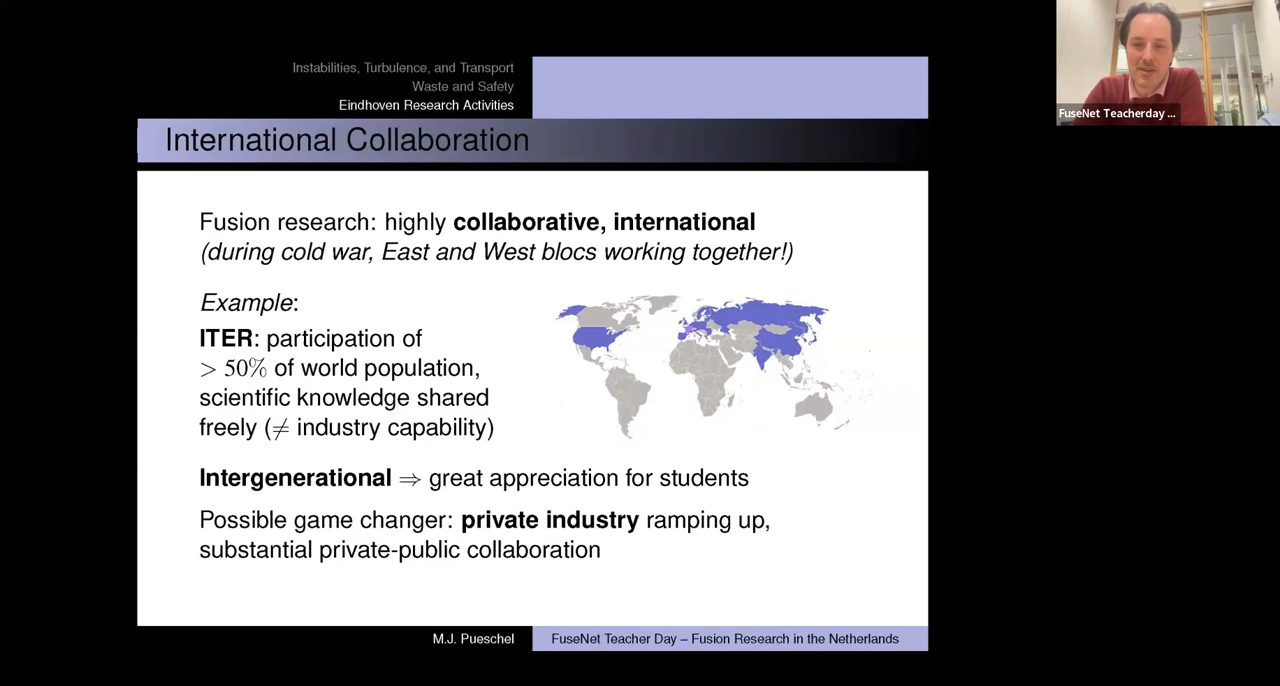 Instabilities, Turbulence, and Transport
Waste and Safety
Eindhoven Research Activities
International Collaboration
Fusion research: highly collaborative, international
(during cold war, East and West blocs working together!)
Example:
ITER: participation of
> 50% of world population,
scientific knowledge shared
freely (≠ industry capability)
Intergenerational ⇒ great appreciation for students
Possible game changer: private industry ramping up,
substantial private-public collaboration
M.J. Pueschel
FuseNet Teacher Day – Fusion Research in the Netherlands
FuseNet Teacherday ...